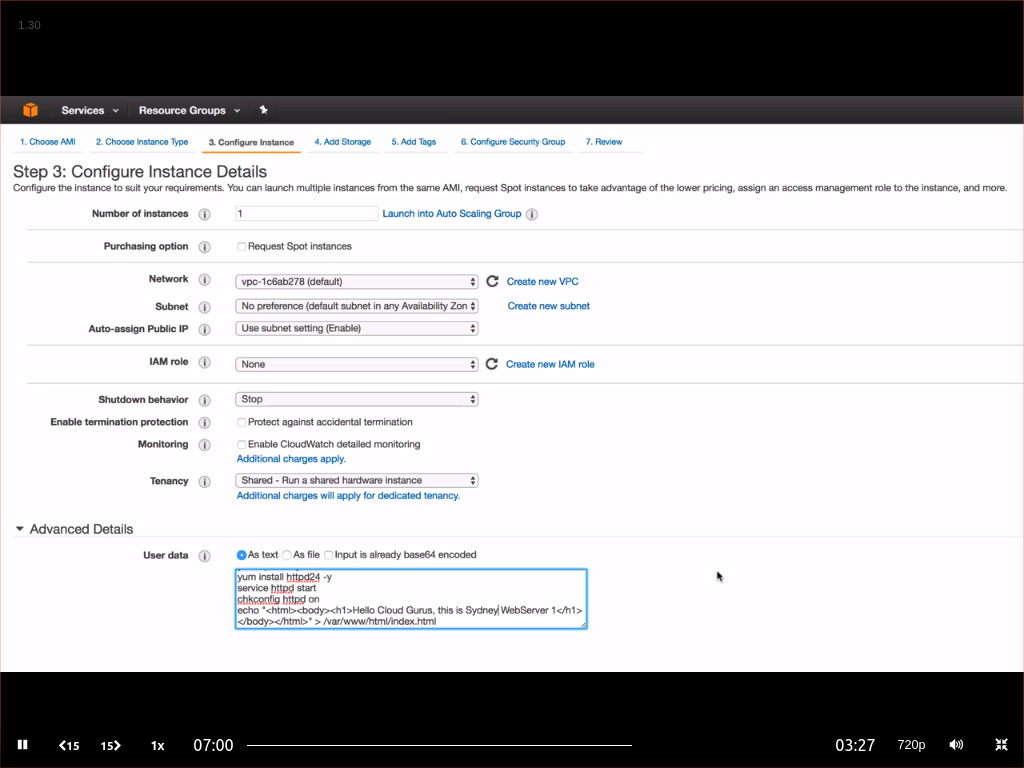 1.30
Services Resource Groups
1. Choose AMI 2. Choose Instance Type 3. Configure Instance 4. Add Storage 5. Add Tags 6. Configure Security Group 7. Review
Step 3: Configure Instance Details
Configure the instance to suit your requirements. You can launch multiple instances from the same AMI, request Spot instances to take advantage of the lower pricing, assign an access management role to the instance, and more.
Number of instances i 1 Launch into Auto Scaling Group i
Purchasing option i Request Spot instances
Network i vpc-1c6ab278 (default) Create new VPC
Subnet i No preference (default subnet in any Availability Zon Create new subnet
Auto-assign Public IP i Use subnet setting (Enable)
IAM role i None Create new IAM role
Shutdown behavior i Stop
Enable termination protection i Protect against accidental termination
Monitoring i Enable CloudWatch detailed monitoring
Additional charges apply.
Tenancy i Shared - Run a shared hardware instance
Additional charges will apply for dedicated tenancy.
Advanced Details
User data i As text As file Input is already base64 encoded
yum install httpd24 -y
service httpd start
chkconfig httpd on
echo "<html><body><h1>Hello Cloud Gurus, this is Sydney WebServer 1</h1>
</body></html>" > /var/www/html/index.html
15 15 1x 07:00 03:27 720p